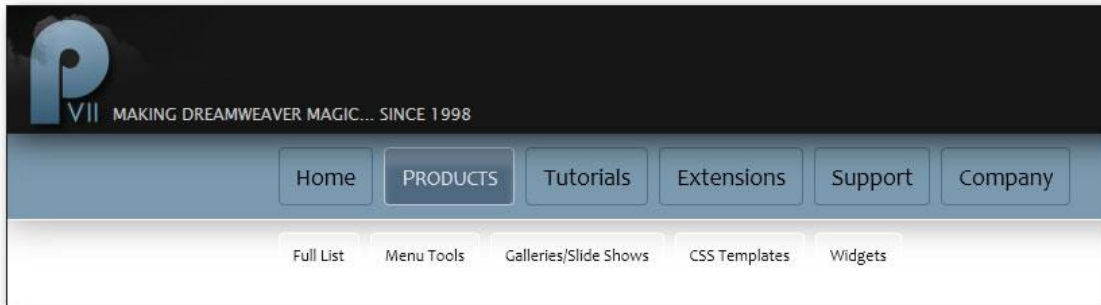 P
VII MAKING DREAMWEAVER MAGIC... SINCE 1998
Home PRODUCTS Tutorials Extensions Support Company
Full List Menu Tools Galleries/Slide Shows CSS Templates Widgets